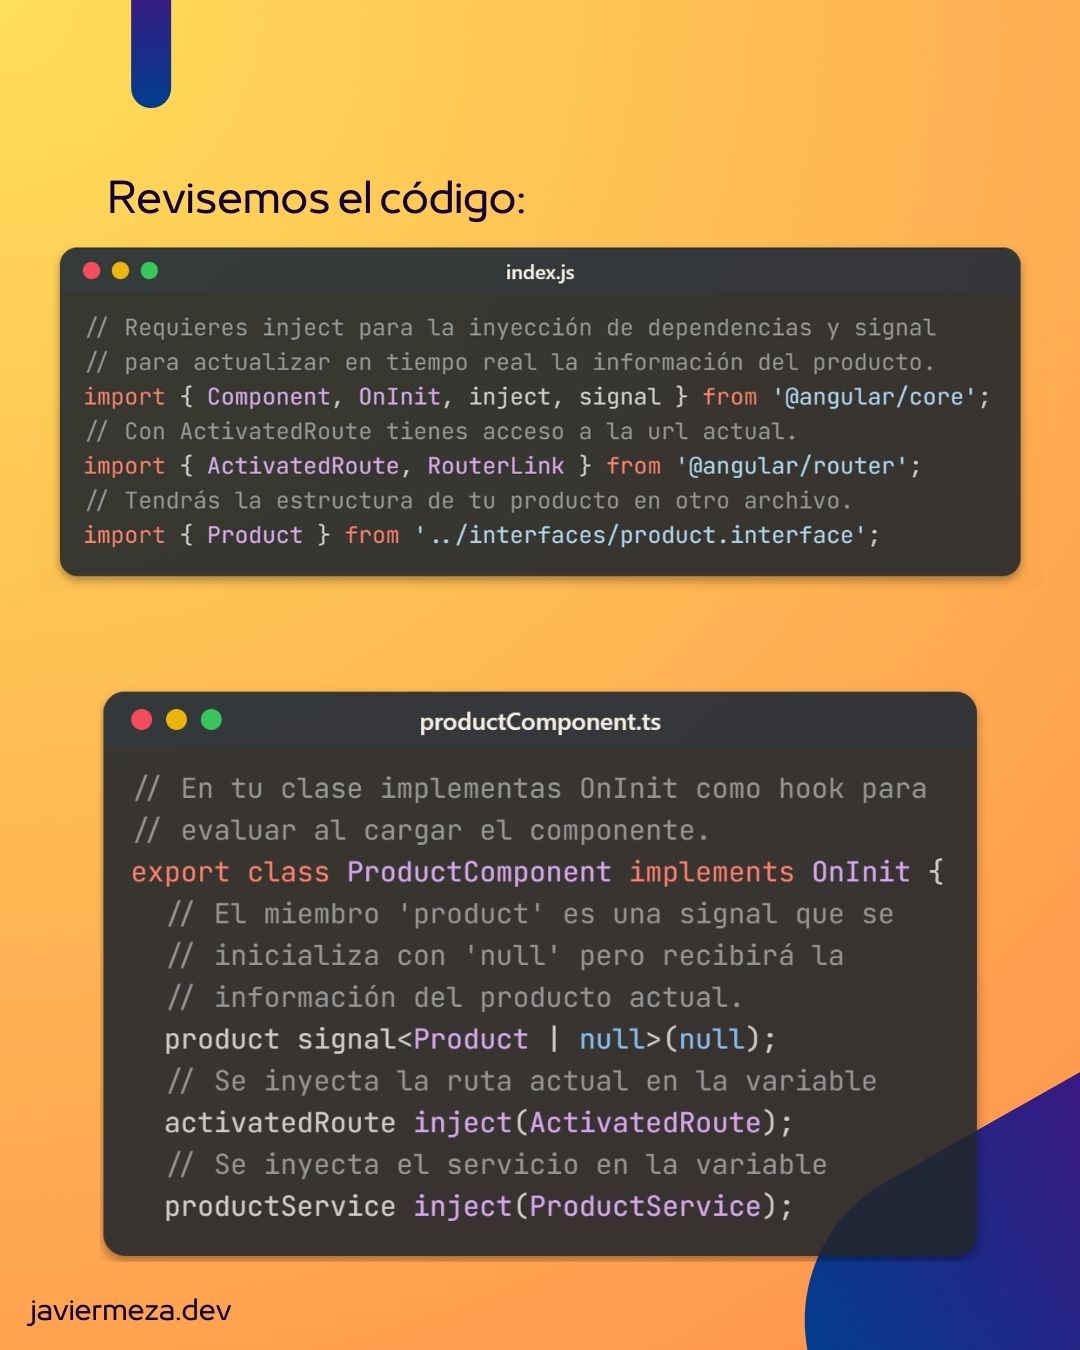 Revisemos el código:
index.js
// Requieres inject para la inyección de dependencias y signal
// para actualizar en tiempo real la información del producto.
import { Component, OnInit, inject, signal } from '@angular/core';
// Con ActivatedRoute tienes acceso a la url actual.
import { ActivatedRoute, RouterLink } from '@angular/router';
// Tendrás la estructura de tu producto en otro archivo.
import { Product } from '../interfaces/product.interface';
productComponent.ts
// En tu clase implementas OnInit como hook para
// evaluar al cargar el componente.
export class ProductComponent implements OnInit {
// El miembro 'product' es una signal que se
// inicializa con 'null' pero recibirá la
// información del producto actual.
product signal<Product | null>(null);
// Se inyecta la ruta actual en la variable
activatedRoute inject(ActivatedRoute);
// Se inyecta el servicio en la variable
productService inject(ProductService);
javiermeza.dev